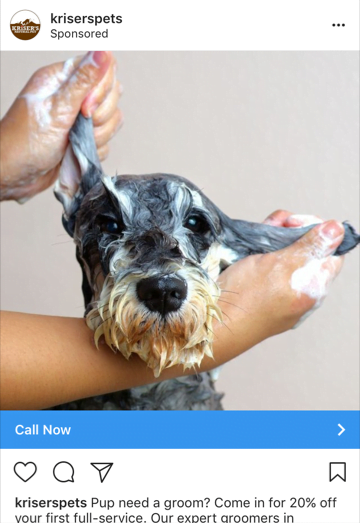 KRISER'S
kriserspets
Sponsored
Call Now
kriserspets Pup need a groom? Come in for 20% off
your first full-service. Our expert groomers in